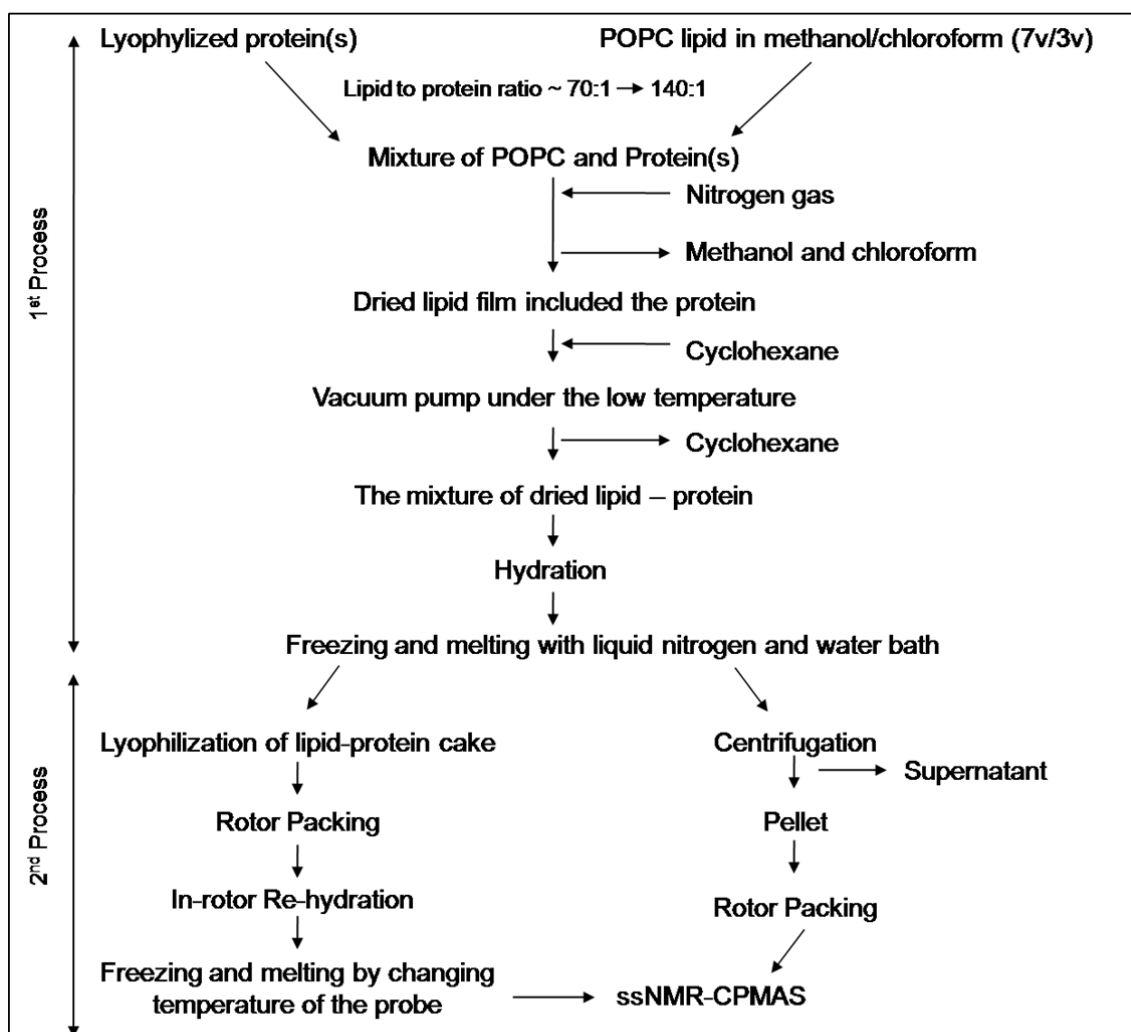 Lyophylized protein(s)
POPC lipid in methanol/chloroform (7v/3v)
Lipid to protein ratio ~ 70:1 → 140:1
Mixture of POPC and Protein(s)
Nitrogen gas
Methanol and chloroform
Dried lipid film included the protein
Cyclohexane
Vacuum pump under the low temperature
Cyclohexane
The mixture of dried lipid – protein
Hydration
Freezing and melting with liquid nitrogen and water bath
1st Process
Lyophilization of lipid-protein cake
Rotor Packing
In-rotor Re-hydration
Freezing and melting by changing
temperature of the probe
Centrifugation
Supernatant
Pellet
Rotor Packing
ssNMR-CPMAS
2nd Process